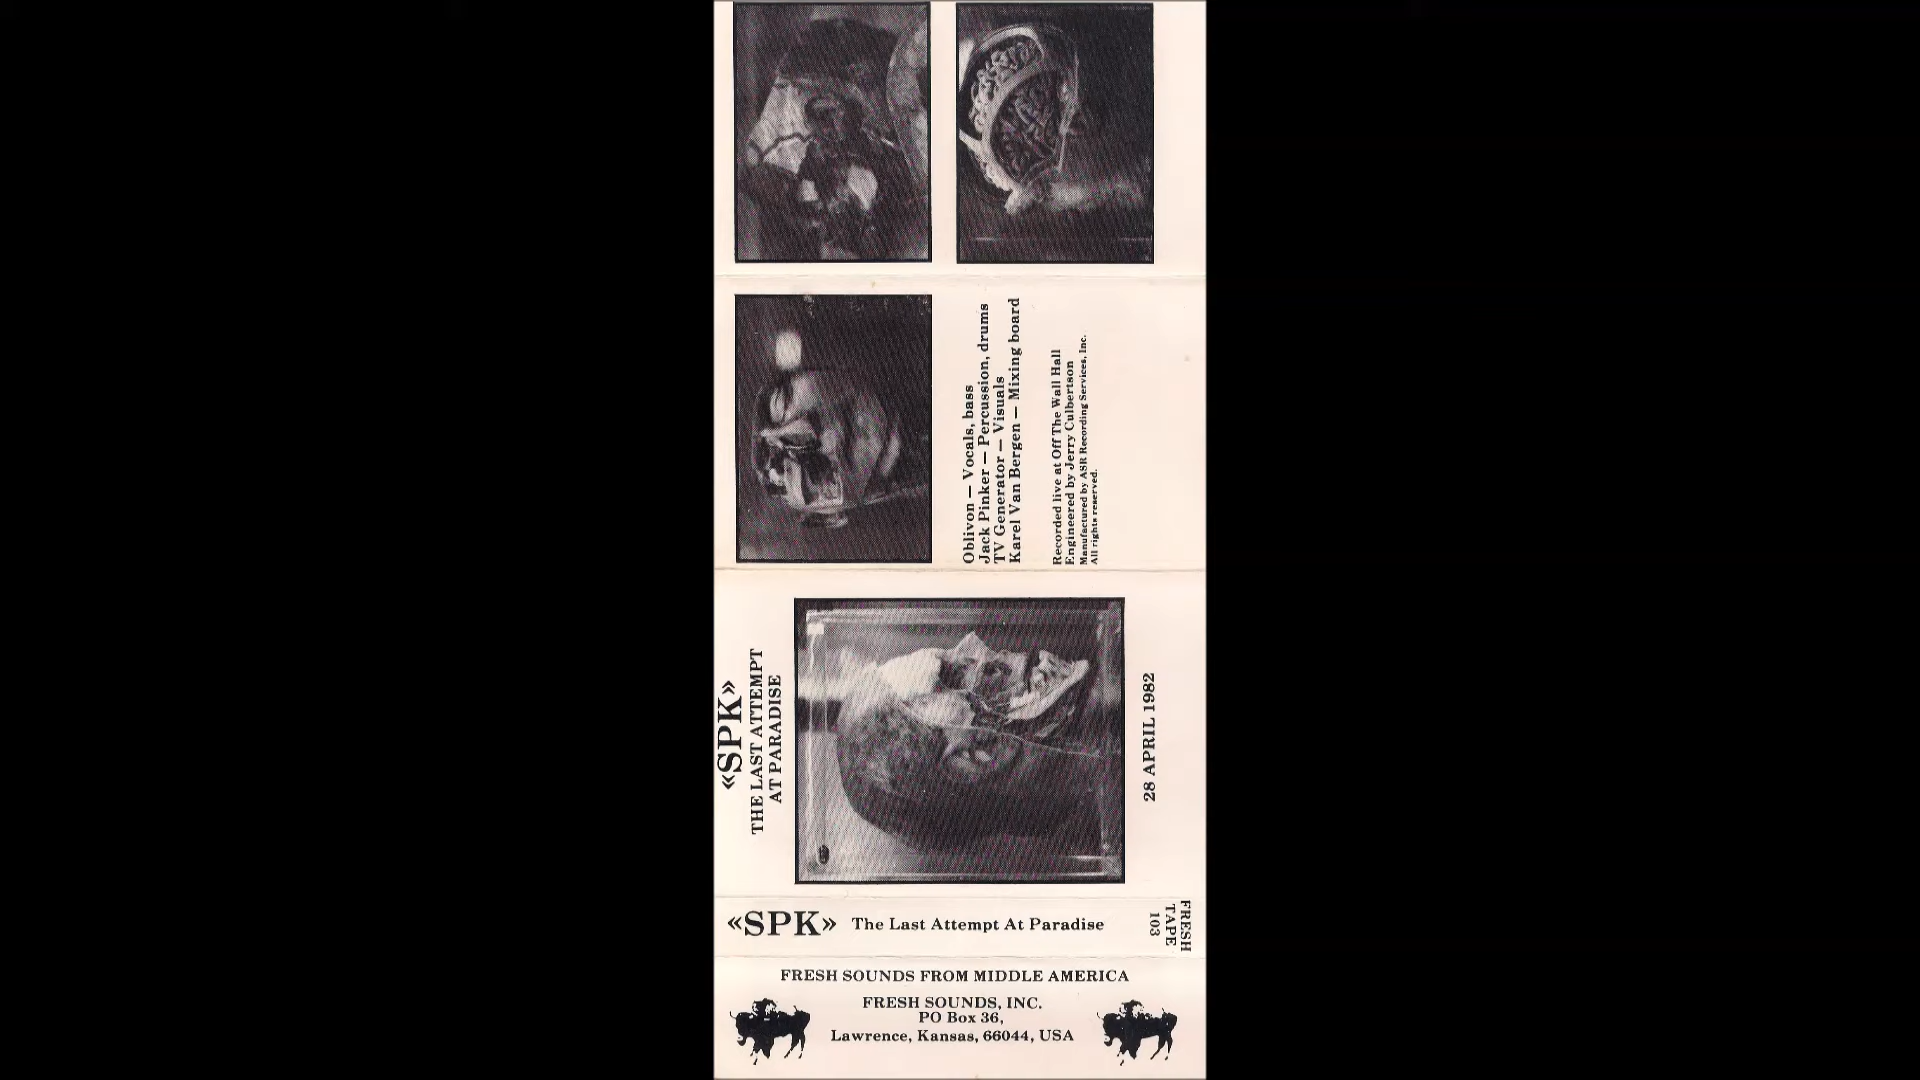 Oblivon — Vocals, bass
Jack Pinker — Percussion, drums
TV Generator — Visuals
Karel Van Bergen — Mixing board
Recorded live at Off The Wall Hall
Engineered by Jerry Culbertson
Manufactured by ASR Recording Services, Inc.
All rights reserved.
«SPK»
THE LAST ATTEMPT
AT PARADISE
28 APRIL 1982
«SPK» The Last Attempt At Paradise
FRESH
TAPE
103
FRESH SOUNDS FROM MIDDLE AMERICA
FRESH SOUNDS, INC.
PO Box 36,
Lawrence, Kansas, 66044, USA